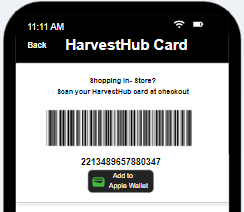 11:11 AM
Back HarvestHub Card
Shopping In- Store?
Scan your HarvestHub card at checkout
2213489657880347
Add to
Apple Wallet